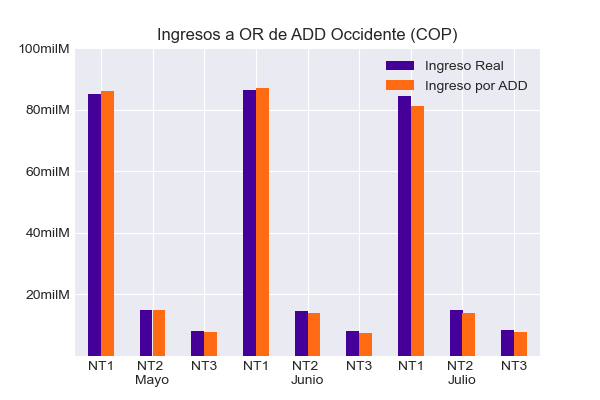 Ingresos a OR de ADD Occidente (COP)
100milM
Ingreso Real
Ingreso por ADD
80milM
60milM
40milM
20milM
NT1 NT2 NT3 NT1 NT2 NT3 NT1 NT2 NT3
Mayo Junio Julio